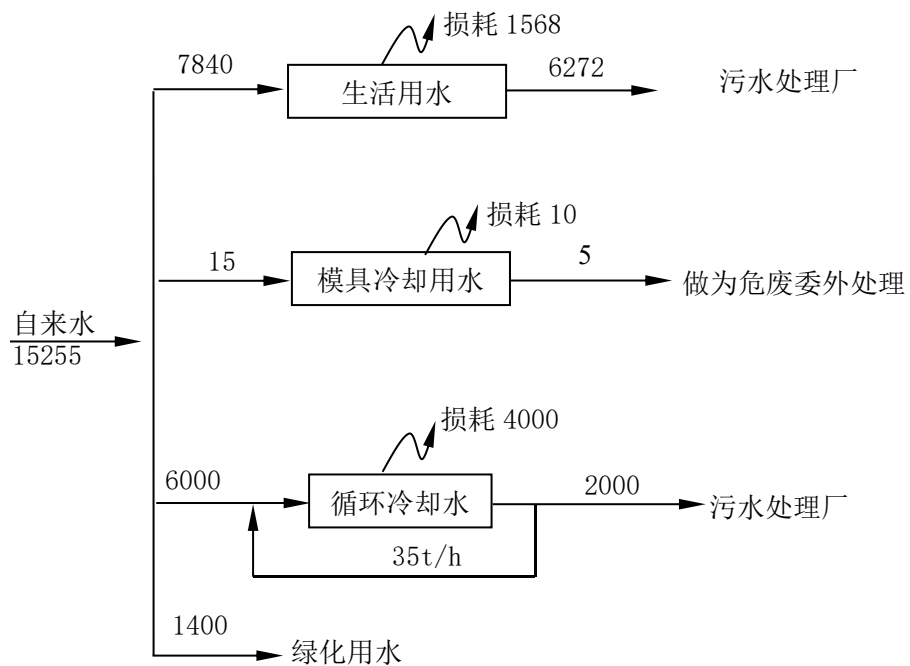 损耗 1568
7840
6272
生活用水
污水处理厂
损耗 10
15
5
模具冷却用水
做为危废委外处理
自来水
15255
损耗 4000
6000
2000
循环冷却水
污水处理厂
35t/h
1400
绿化用水